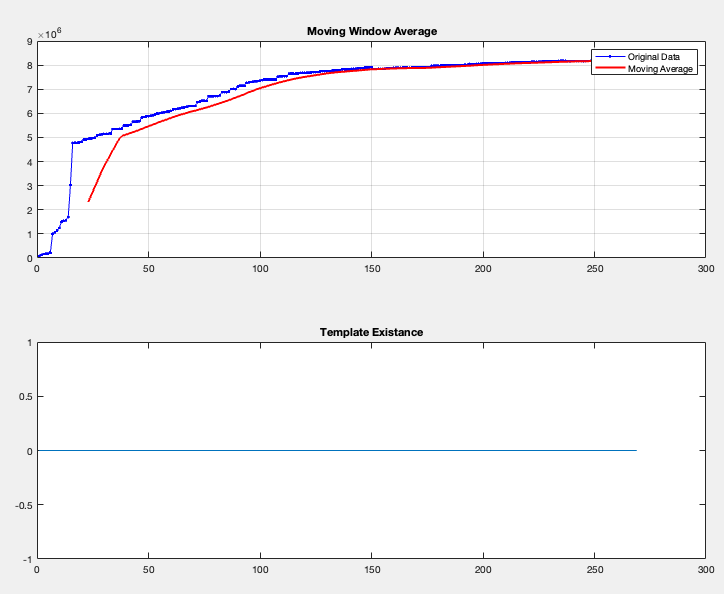 Moving Window Average
×10⁶
9
8
7
6
5
4
3
2
1
0
0 50 100 150 200 250 300
Original Data
Moving Average
Template Existance
1
0.5
0
-0.5
-1
0 50 100 150 200 250 300